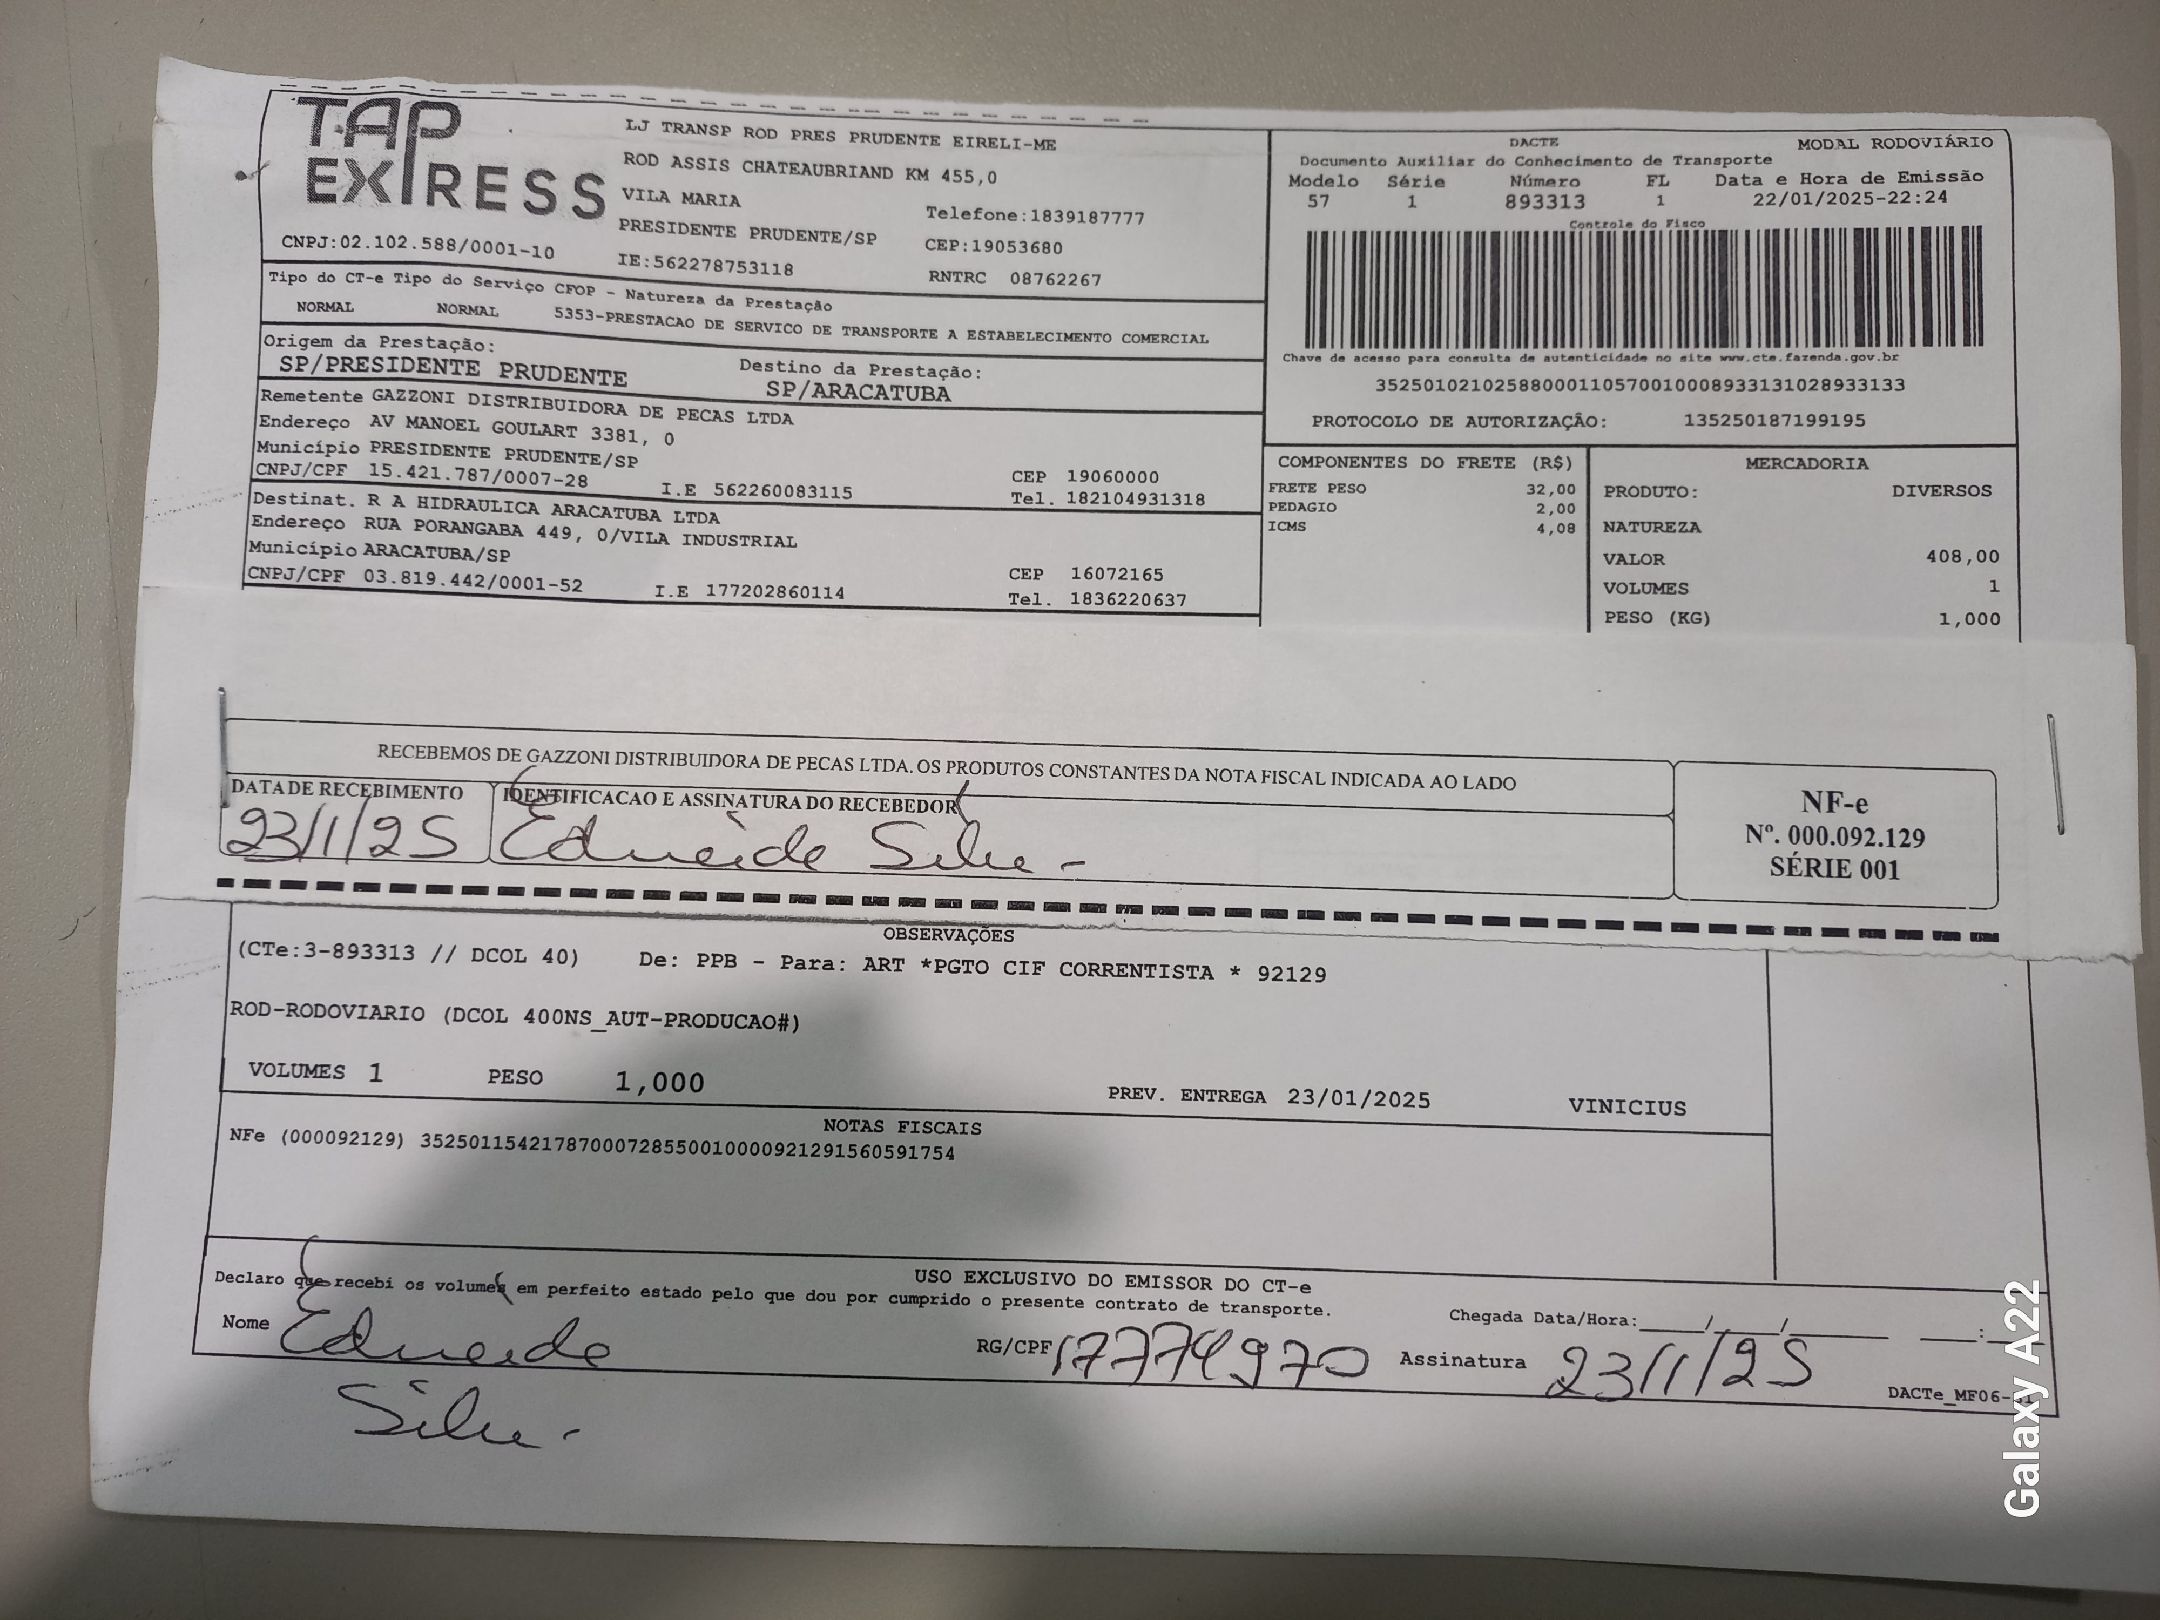 TAP EXPRESS
LJ TRANSP ROD PRES PRUDENTE EIRELI-ME
ROD ASSIS CHATEAUBRIAND KM 455,0
VILA MARIA
Telefone:1839187777
PRESIDENTE PRUDENTE/SP
CEP:19053680
CNPJ:02.102.588/0001-10
IE:562278753118
RNTRC 08762267
DACTE
MODAL RODOVIÁRIO
Documento Auxiliar do Conhecimento de Transporte
Modelo Série Número FL Data e Hora de Emissão
57 1 893313 1 22/01/2025-22:24
Controle do Fisco
Chave de acesso para consulta de autenticidade no site www.cte.fazenda.gov.br
35250102102588000110570010008933131028933133
PROTOCOLO DE AUTORIZAÇÃO: 135250187199195
Tipo do CT-e Tipo do Serviço CFOP - Natureza da Prestação
NORMAL NORMAL 5353-PRESTACAO DE SERVICO DE TRANSPORTE A ESTABELECIMENTO COMERCIAL
Origem da Prestação:
SP/PRESIDENTE PRUDENTE
Destino da Prestação:
SP/ARACATUBA
Remetente GAZZONI DISTRIBUIDORA DE PECAS LTDA
Endereço AV MANOEL GOULART 3381, 0
Município PRESIDENTE PRUDENTE/SP
CEP 19060000
CNPJ/CPF 15.421.787/0007-28 I.E 562260083115 Tel. 182104931318
Destinat. R A HIDRAULICA ARACATUBA LTDA
Endereço RUA PORANGABA 449, 0/VILA INDUSTRIAL
Município ARACATUBA/SP
CEP 16072165
CNPJ/CPF 03.819.442/0001-52 I.E 177202860114 Tel. 1836220637
COMPONENTES DO FRETE (R$)
FRETE PESO 32,00
PEDAGIO 2,00
ICMS 4,08
MERCADORIA
PRODUTO: DIVERSOS
NATUREZA
VALOR 408,00
VOLUMES 1
PESO (KG) 1,000
RECEBEMOS DE GAZZONI DISTRIBUIDORA DE PECAS LTDA. OS PRODUTOS CONSTANTES DA NOTA FISCAL INDICADA AO LADO
DATA DE RECEBIMENTO
IDENTIFICACAO E ASSINATURA DO RECEBEDOR
23/1/25
NF-e
Nº. 000.092.129
SÉRIE 001
OBSERVAÇÕES
(CTe:3-893313 // DCOL 40) De: PPB - Para: ART *PGTO CIF CORRENTISTA * 92129
ROD-RODOVIARIO (DCOL 400NS_AUT-PRODUCAO#)
VOLUMES 1 PESO 1,000 PREV. ENTREGA 23/01/2025 VINICIUS
NOTAS FISCAIS
NFe (000092129) 35250115421787000728550010000921291560591754
USO EXCLUSIVO DO EMISSOR DO CT-e
Declaro que recebi os volumes em perfeito estado pelo que dou por cumprido o presente contrato de transporte.
Chegada Data/Hora:____/____/______ ____:____
Nome
RG/CPF 17774970 Assinatura 23/1/25
DACTe_MF06-
Galaxy A22